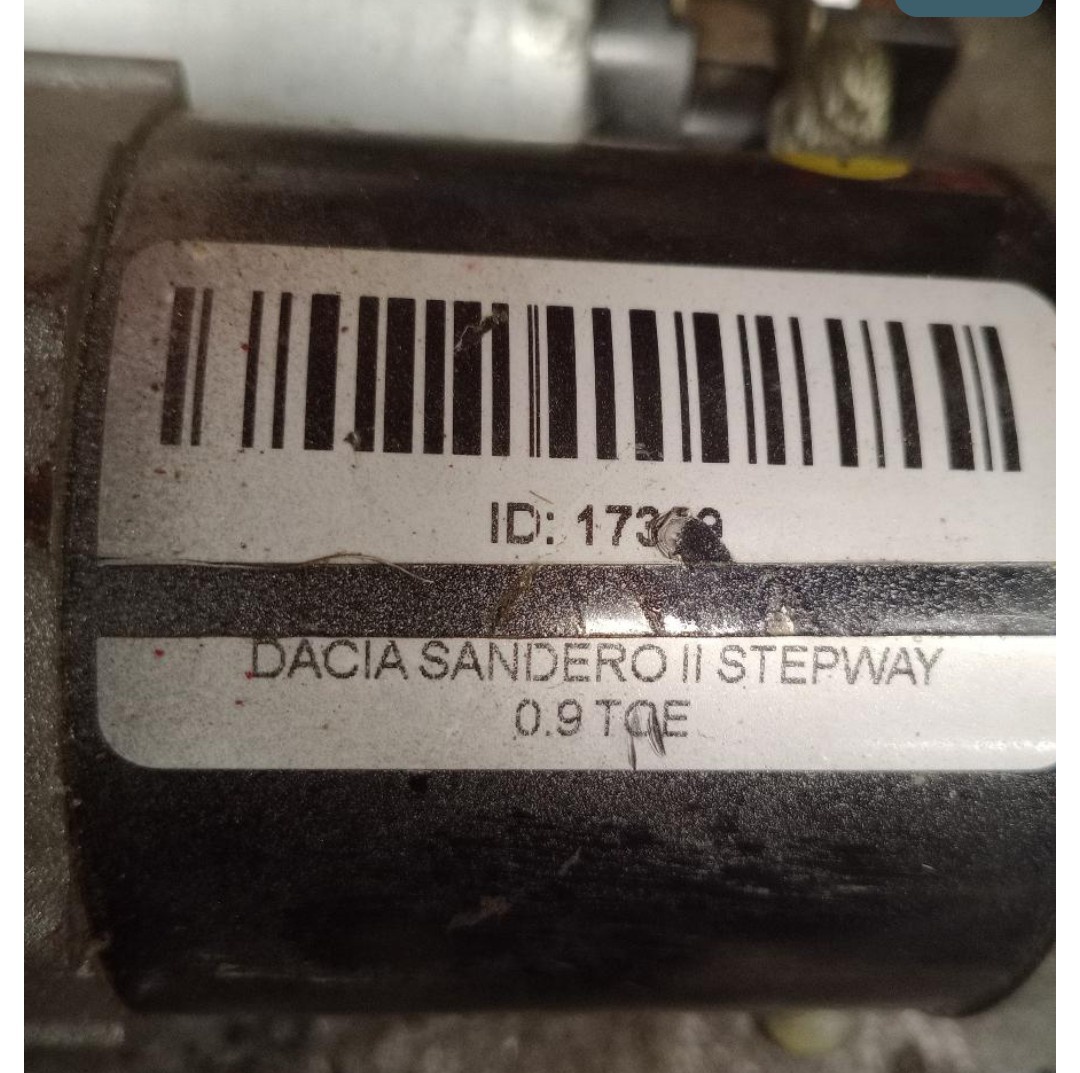 ID:
DACIA SANDERO II STEPWAY
0.9 TCE